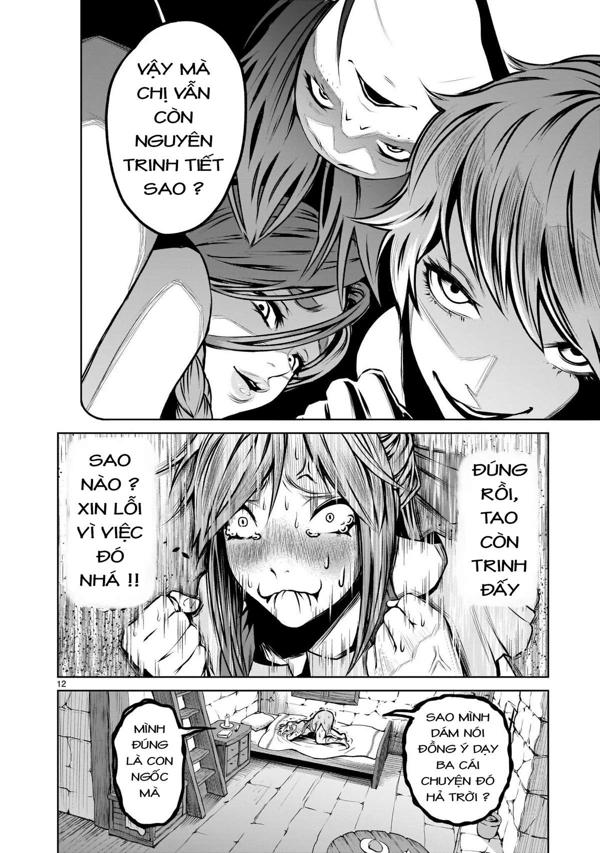 VẬY MÀ
CHỊ VẪN
CÒN
NGUYÊN
TRINH TIẾT
SAO ?
ĐÚNG
RỒI,
TAO
CÒN
TRINH
ĐẤY
SAO
NÀO ?
XIN LỖI
VÌ VIỆC
ĐÓ
NHÁ !!
12
SAO MÌNH
DÁM NÓI
ĐỒNG Ý DẠY
BA CÁI
CHUYỆN ĐÓ
HẢ TRỜI ?
MÌNH
ĐÚNG
LÀ CON
NGỐC
MÀ